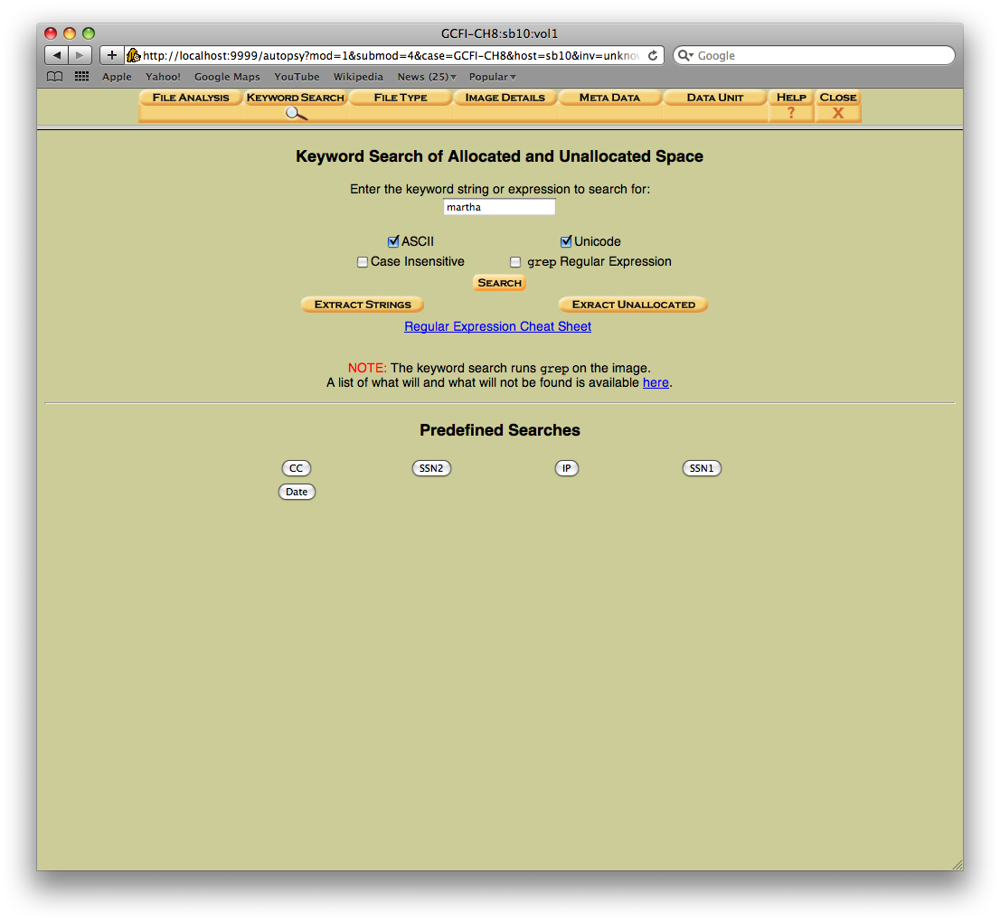 GCFI-CH8:sb10:vol1
http://localhost:9999/autopsy?mod=1&submod=4&case=GCFI-CH8&host=sb10&inv=unknow
Google
Apple Yahoo! Google Maps YouTube Wikipedia News (25) Popular
FILE ANALYSIS KEYWORD SEARCH FILE TYPE IMAGE DETAILS META DATA DATA UNIT HELP CLOSE
? X
Keyword Search of Allocated and Unallocated Space
Enter the keyword string or expression to search for:
martha
ASCII Unicode
Case Insensitive grep Regular Expression
SEARCH
EXTRACT STRINGS EXRACT UNALLOCATED
Regular Expression Cheat Sheet
NOTE: The keyword search runs grep on the image.
A list of what will and what will not be found is available here.
Predefined Searches
CC SSN2 IP SSN1
Date